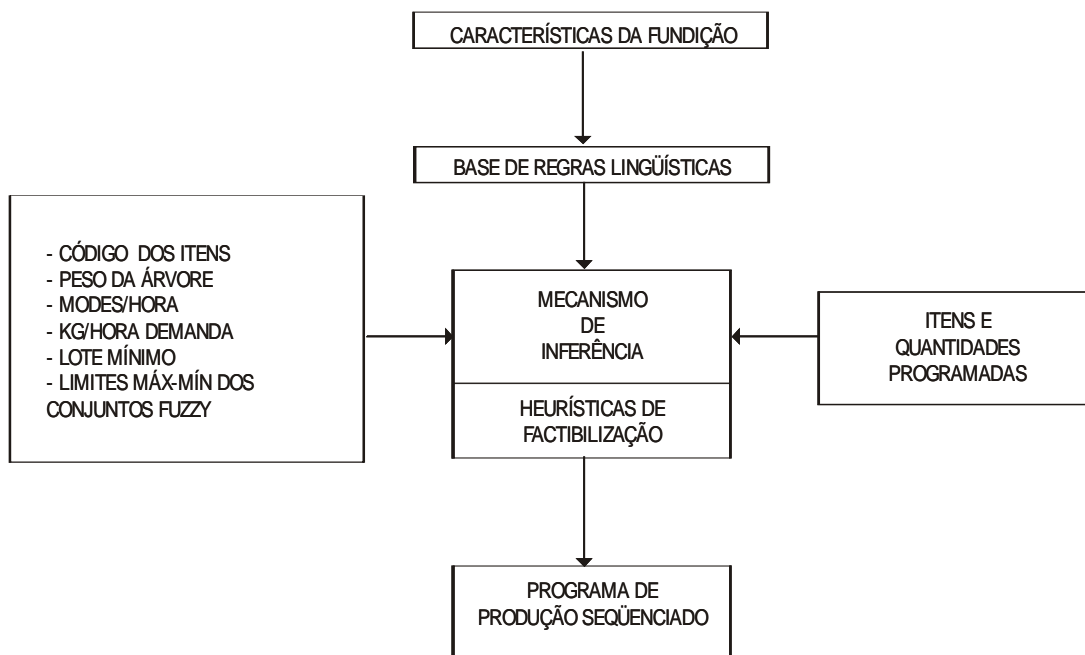 CARACTERÍSTICAS DA FUNDIÇÃO
BASE DE REGRAS LINGÜÍSTICAS
- CÓDIGO DOS ITENS
- PESO DA ÁRVORE
- MODES/HORA
- KG/HORA DEMANDA
- LOTE MÍNIMO
- LIMITES MÁX-MÍN DOS
CONJUNTOS FUZZY
MECANISMO
DE
INFERÊNCIA
HEURÍSTICAS DE
FACTIBILIZAÇÃO
ITENS E
QUANTIDADES
PROGRAMADAS
PROGRAMA DE
PRODUÇÃO SEQÜENCIADO